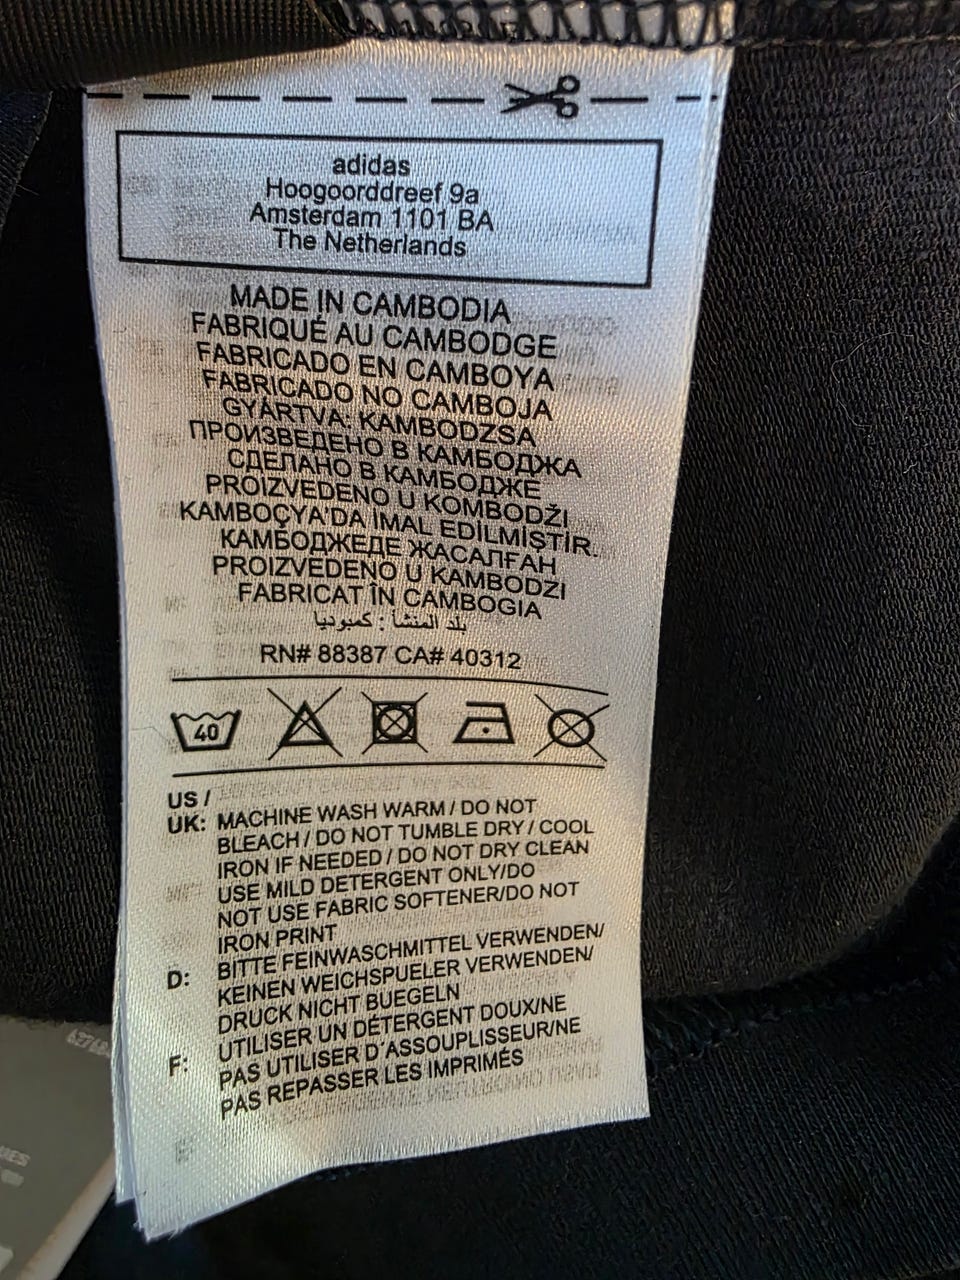 adidas
Hoogoorddreef 9a
Amsterdam 1101 BA
The Netherlands
MADE IN CAMBODIA
FABRIQUÉ AU CAMBODGE
FABRICADO EN CAMBOYA
FABRICADO NO CAMBOJA
GYÁRTVA: KAMBODZSA
ПРОИЗВЕДЕНО В КАМБОДЖА
СДЕЛАНО В КАМБОДЖЕ
PROIZVEDENO U KOMBODŽI
KAMBOÇYA'DA İMAL EDİLMİŞTİR.
КАМБОДЖЕДЕ ЖАСАЛҒАН
PROIZVEDENO U KAMBODZI
FABRICAT ÎN CAMBOGIA
بلد المنشأ : كمبوديا
RN# 88387 CA# 40312
40
US /
UK: MACHINE WASH WARM / DO NOT
BLEACH / DO NOT TUMBLE DRY / COOL
IRON IF NEEDED / DO NOT DRY CLEAN
USE MILD DETERGENT ONLY/DO
NOT USE FABRIC SOFTENER/DO NOT
IRON PRINT
D: BITTE FEINWASCHMITTEL VERWENDEN/
KEINEN WEICHSPUELER VERWENDEN/
DRUCK NICHT BUEGELN
F: UTILISER UN DÉTERGENT DOUX/NE
PAS UTILISER D'ASSOUPLISSEUR/NE
PAS REPASSER LES IMPRIMÉS